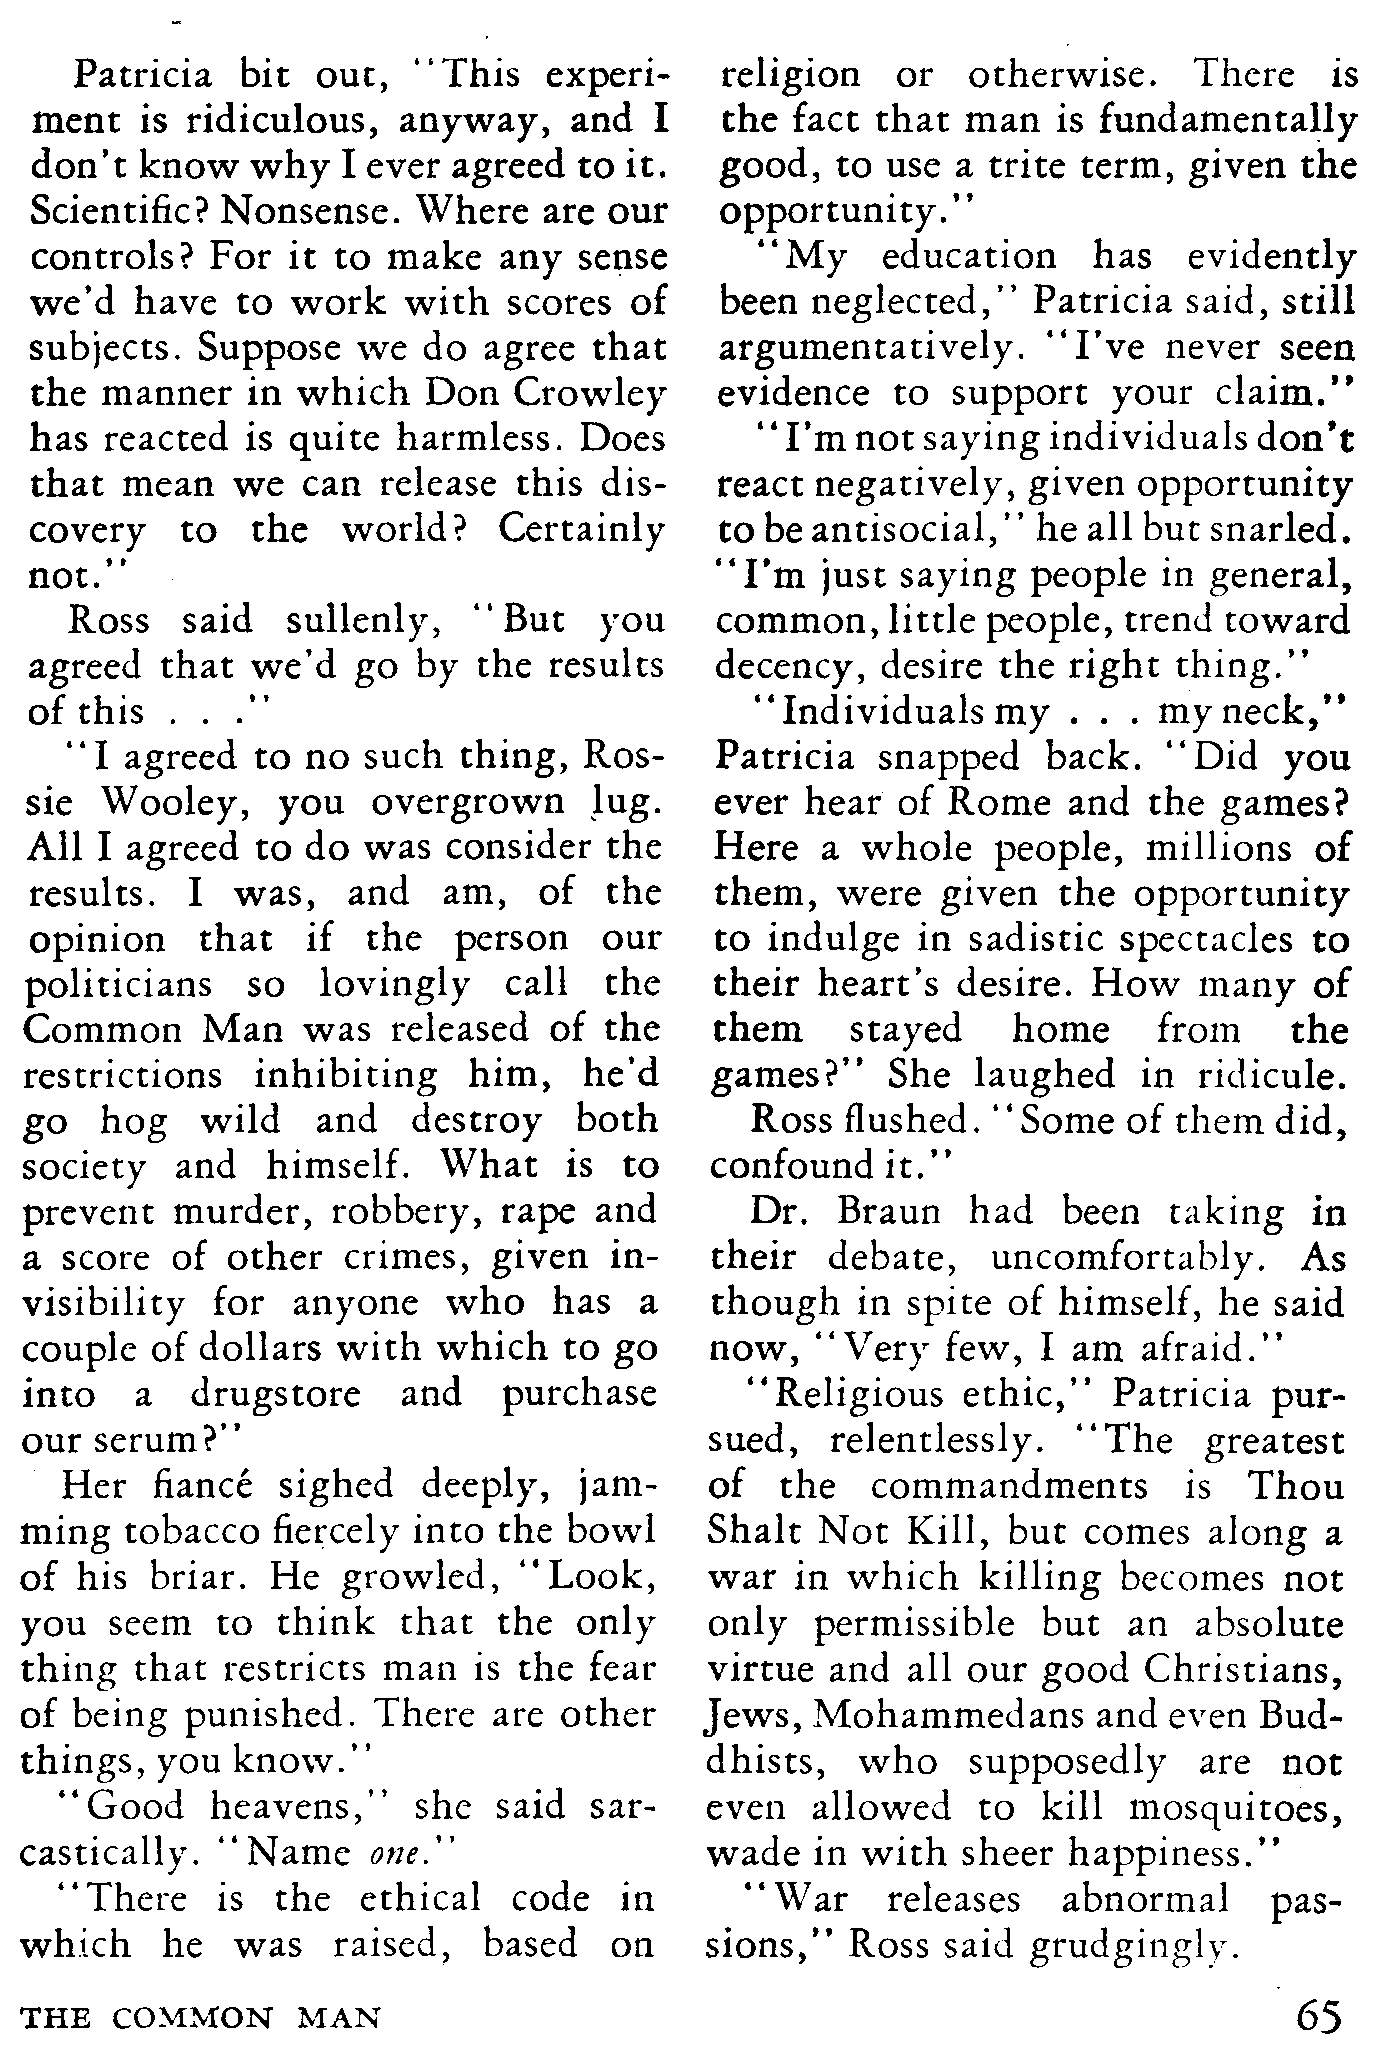 Patricia bit out, "This experi-
ment is ridiculous, anyway, and I
don't know why I ever agreed to it.
Scientific? Nonsense. Where are our
controls? For it to make any sense
we'd have to work with scores of
subjects. Suppose we do agree that
the manner in which Don Crowley
has reacted is quite harmless. Does
that mean we can release this dis-
covery to the world? Certainly
not."
Ross said sullenly, "But you
agreed that we'd go by the results
of this . . ."
"I agreed to no such thing, Ros-
sie Wooley, you overgrown lug.
All I agreed to do was consider the
results. I was, and am, of the
opinion that if the person our
politicians so lovingly call the
Common Man was released of the
restrictions inhibiting him, he'd
go hog wild and destroy both
society and himself. What is to
prevent murder, robbery, rape and
a score of other crimes, given in-
visibility for anyone who has a
couple of dollars with which to go
into a drugstore and purchase
our serum?"
Her fiancé sighed deeply, jam-
ming tobacco fiercely into the bowl
of his briar. He growled, "Look,
you seem to think that the only
thing that restricts man is the fear
of being punished. There are other
things, you know."
"Good heavens," she said sar-
castically. "Name one."
"There is the ethical code in
which he was raised, based on
religion or otherwise. There is
the fact that man is fundamentally
good, to use a trite term, given the
opportunity."
"My education has evidently
been neglected," Patricia said, still
argumentatively. "I've never seen
evidence to support your claim."
"I'm not saying individuals don't
react negatively, given opportunity
to be antisocial," he all but snarled.
"I'm just saying people in general,
common, little people, trend toward
decency, desire the right thing."
"Individuals my . . . my neck,"
Patricia snapped back. "Did you
ever hear of Rome and the games?
Here a whole people, millions of
them, were given the opportunity
to indulge in sadistic spectacles to
their heart's desire. How many of
them stayed home from the
games?" She laughed in ridicule.
Ross flushed. "Some of them did,
confound it."
Dr. Braun had been taking in
their debate, uncomfortably. As
though in spite of himself, he said
now, "Very few, I am afraid."
"Religious ethic," Patricia pur-
sued, relentlessly. "The greatest
of the commandments is Thou
Shalt Not Kill, but comes along a
war in which killing becomes not
only permissible but an absolute
virtue and all our good Christians,
Jews, Mohammedans and even Bud-
dhists, who supposedly are not
even allowed to kill mosquitoes,
wade in with sheer happiness."
"War releases abnormal pas-
sions," Ross said grudgingly.
THE COMMON MAN
65